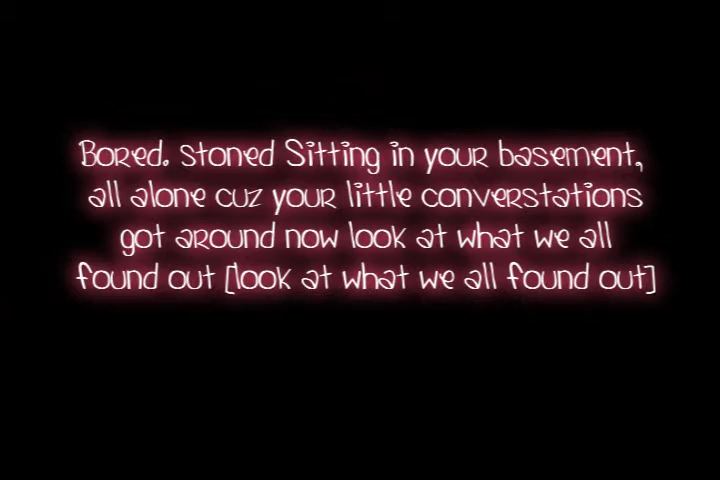 Bored. stoned Sitting in your basement,
all alone cuz your little converstations
got around now look at what we all
found out [look at what we all found out]